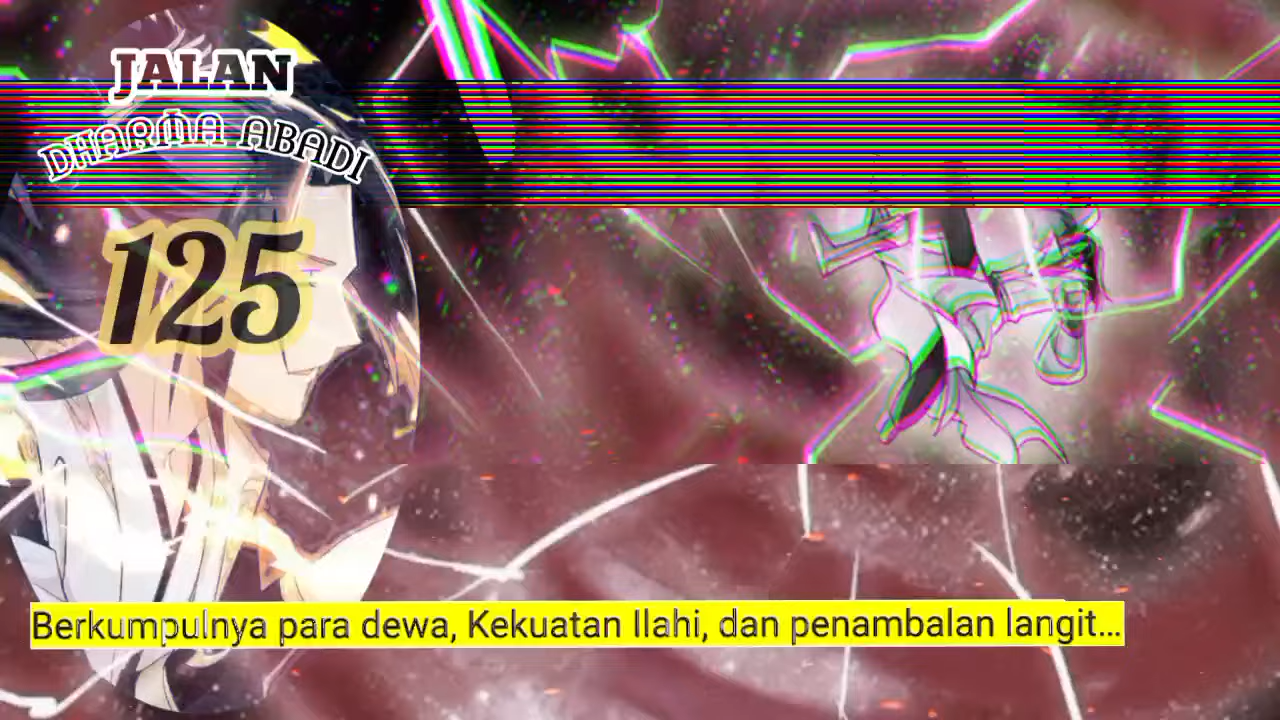 JALAN
DHARMA ABADI
125
Berkumpulnya para dewa, Kekuatan Ilahi, dan penambalan langit...